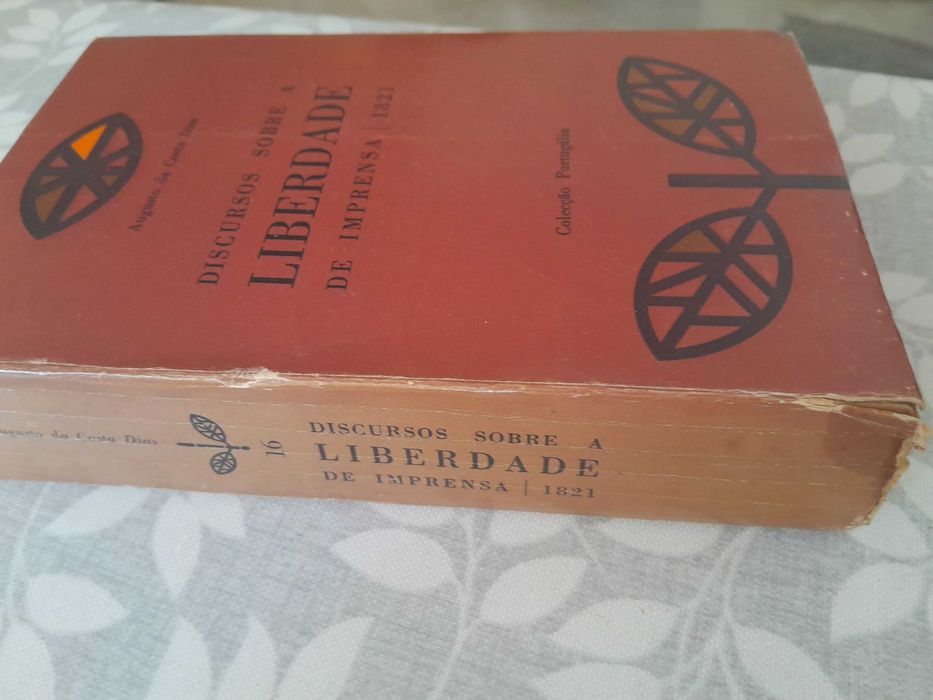 Augusto da Costa Dias
DISCURSOS SOBRE A
LIBERDADE
DE IMPRENSA | 1821
Colecção Portugália
ugusto da Costa Dias
16
DISCURSOS SOBRE A
LIBERDADE
DE IMPRENSA | 1821